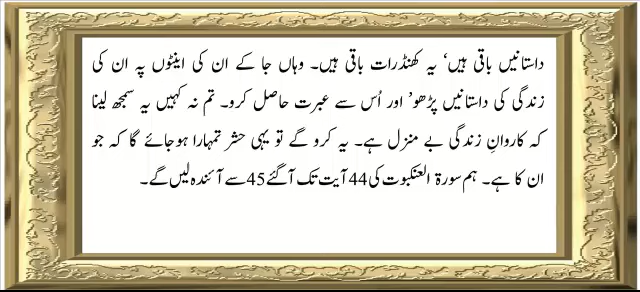 داستانیں باقی ہیں‘ یہ کھنڈرات باقی ہیں۔ وہاں جا کے ان کی اینٹوں پہ ان کی
زندگی کی داستانیں پڑھو’ اور اُس سے عبرت حاصل کرو۔ تم نہ کہیں یہ سمجھ لینا
کہ کاروانِ زندگی بے منزل ہے۔ یہ کرو گے تو یہی حشر تمہارا ہوجائے گا کہ جو
ان کا ہے۔ ہم سورۃ العنکبوت کی 44 آیت تک آگئے 45 سے آئندہ لیں گے۔